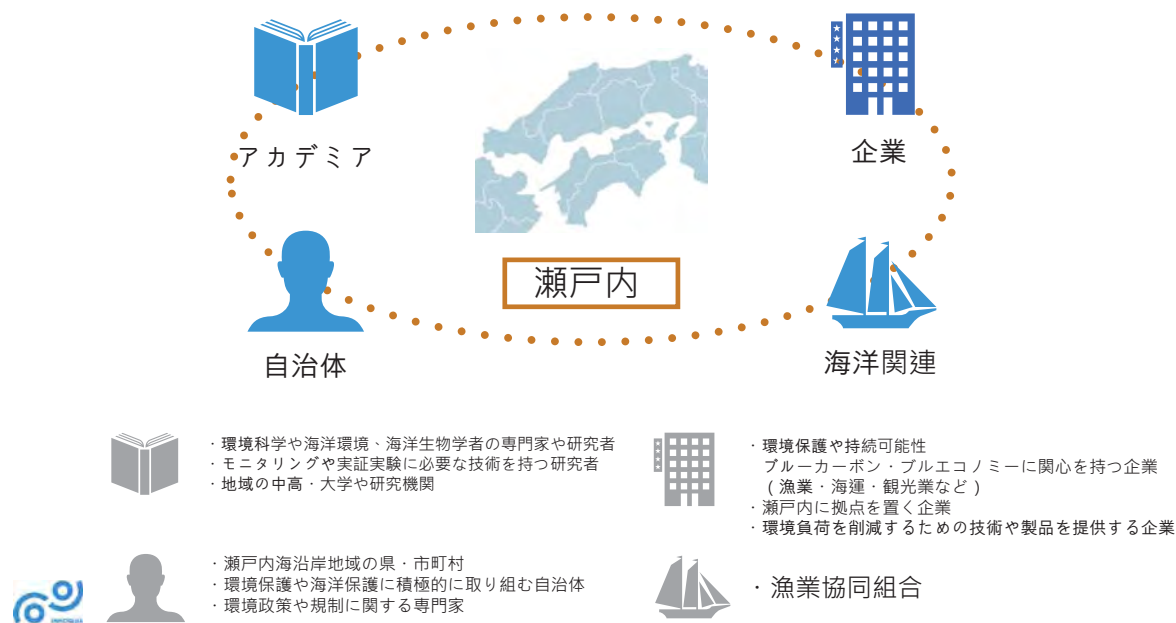 アカデミア
企業
瀬戸内
自治体
海洋関連
・環境科学や海洋環境、海洋生物学者の専門家や研究者
・モニタリングや実証実験に必要な技術を持つ研究者
・地域の中高・大学や研究機関
・環境保護や持続可能性
ブルーカーボン・ブルエコノミーに関心を持つ企業
（漁業・海運・観光業など）
・瀬戸内に拠点を置く企業
・環境負荷を削減するための技術や製品を提供する企業
・瀬戸内海沿岸地域の県・市町村
・環境保護や海洋保護に積極的に取り組む自治体
・環境政策や規制に関する専門家
・漁業協同組合